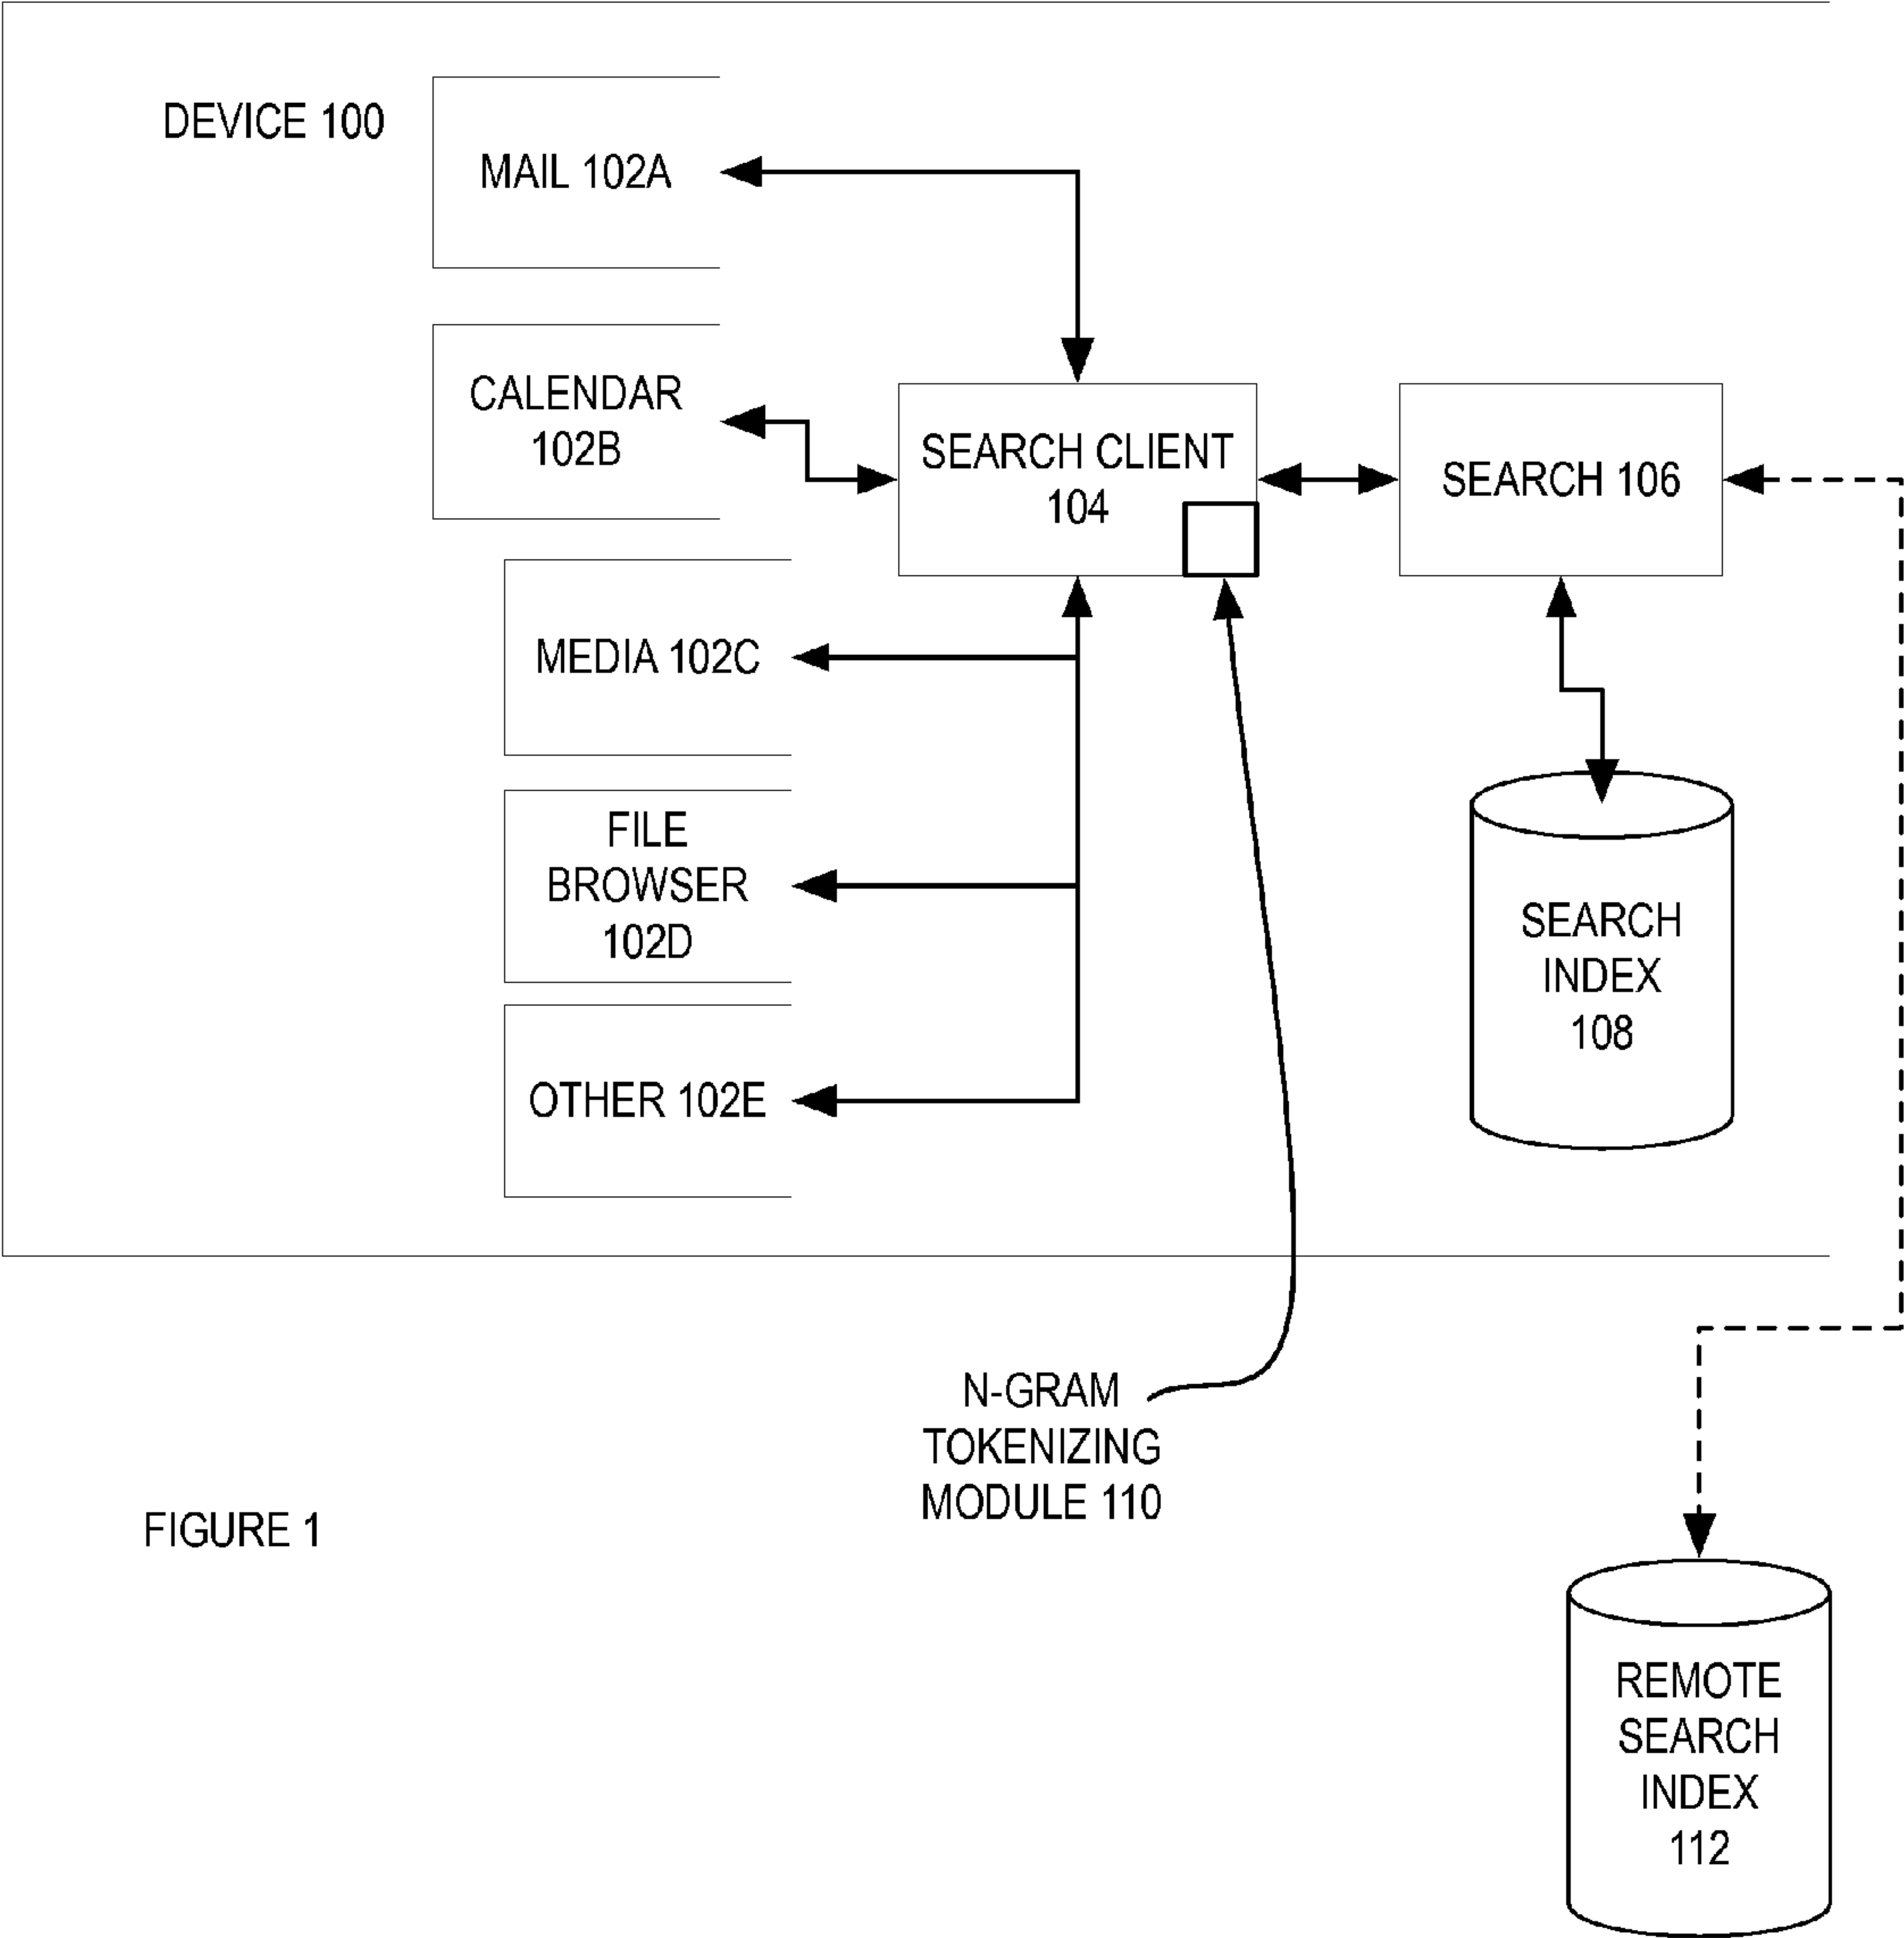 DEVICE 100
MAIL 102A
CALENDAR
102B
SEARCH CLIENT
104
SEARCH 106
MEDIA 102C
FILE
BROWSER
102D
SEARCH
INDEX
108
OTHER 102E
N-GRAM
TOKENIZING
MODULE 110
FIGURE 1
REMOTE
SEARCH
INDEX
112